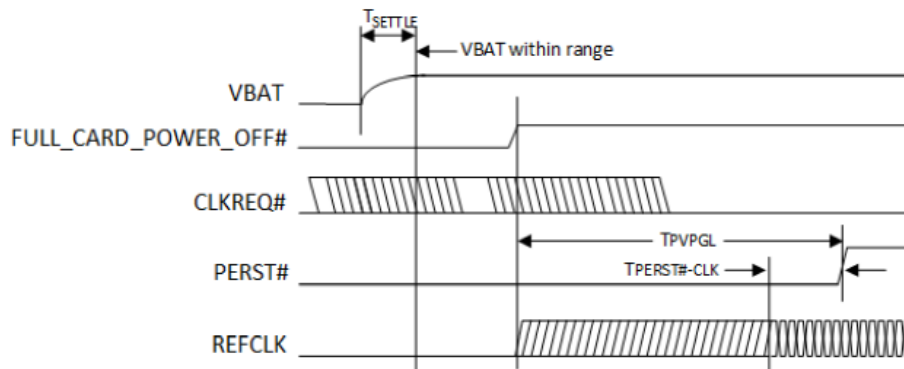 TSETTLE
VBAT within range
VBAT
FULL_CARD_POWER_OFF#
CLKREQ#
TPVPGL
PERST#
TPERST#-CLK
REFCLK